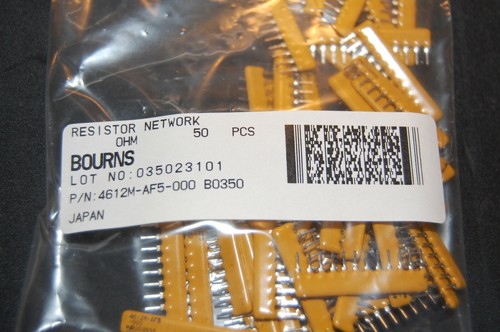 RESISTOR NETWORK
OHM 50 PCS
BOURNS
LOT NO:035023101
P/N:4612M-AF5-000 B0350
JAPAN